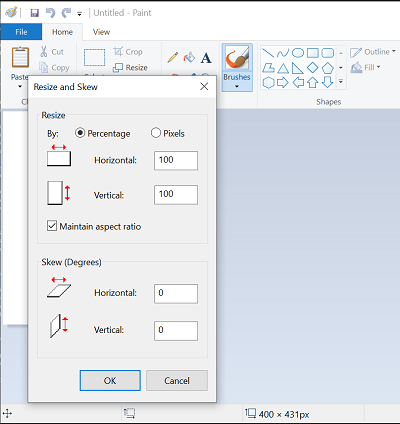 Untitled - Paint
File
Home
View
Paste
Cut
Copy
Crop
Resize
Brushes
Shapes
Outline
Fill
Resize and Skew
Resize
By:
Percentage
Pixels
Horizontal:
100
Vertical:
100
Maintain aspect ratio
Skew (Degrees)
Horizontal:
0
Vertical:
0
OK
Cancel
400 × 431px